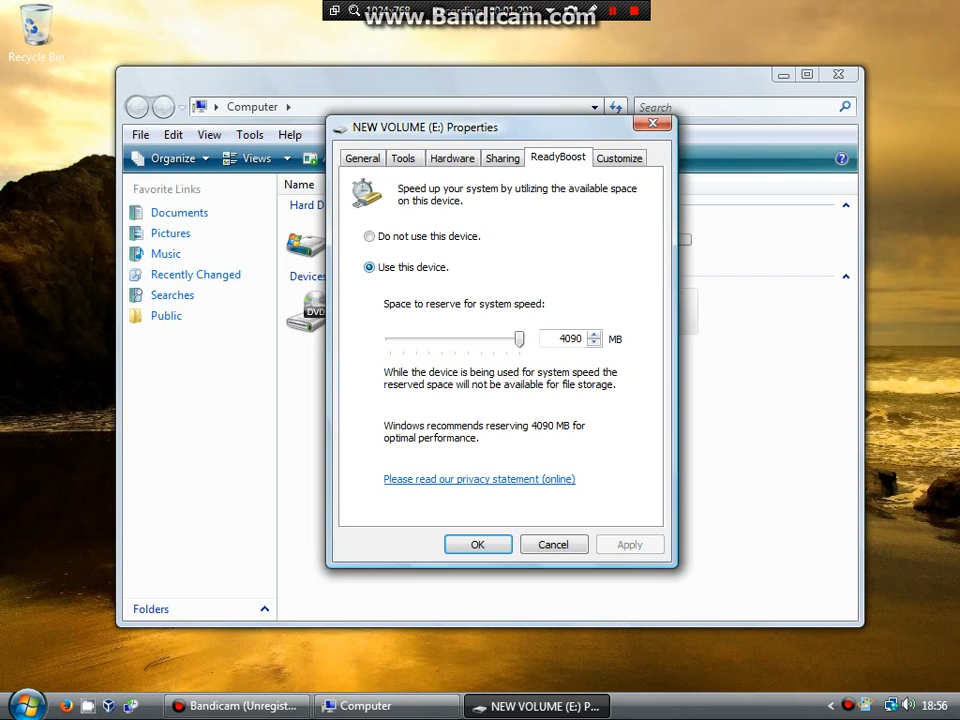 www.Bandicam.com
1024x768
Recycle Bin
Computer
Search
File Edit View Tools Help
Organize Views
Favorite Links
Documents
Pictures
Music
Recently Changed
Searches
Public
Folders
Name
Hard D
Devices
DVD
NEW VOLUME (E:) Properties
General Tools Hardware Sharing ReadyBoost Customize
Speed up your system by utilizing the available space
on this device.
Do not use this device.
Use this device.
Space to reserve for system speed:
4090 MB
While the device is being used for system speed the
reserved space will not be available for file storage.
Windows recommends reserving 4090 MB for
optimal performance.
Please read our privacy statement (online)
OK Cancel Apply
Bandicam (Unregist...
Computer
NEW VOLUME (E:) P...
18:56